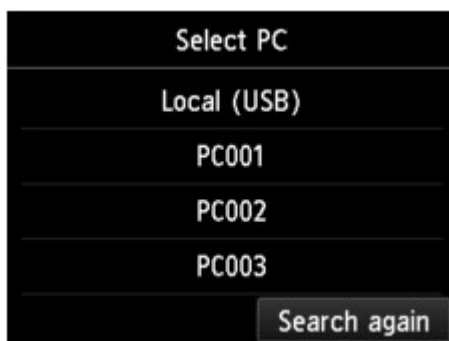 Select PC
Local (USB)
PC001
PC002
PC003
Search again